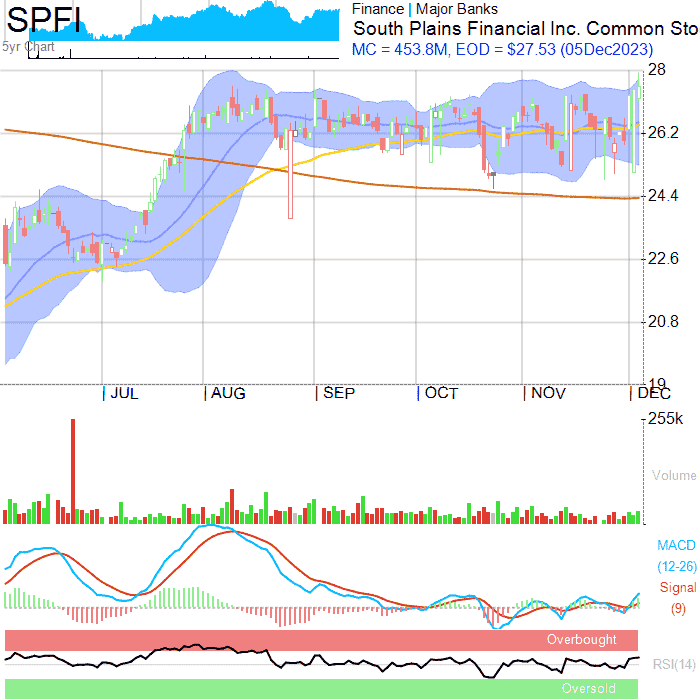 SPFI
5yr Chart
Finance | Major Banks
South Plains Financial Inc. Common Sto
MC = 453.8M, EOD = $27.53 (05Dec2023)
28
26.2
24.4
22.6
20.8
19
JUL AUG SEP OCT NOV DEC
255k
Volume
MACD
(12-26)
Signal
(9)
Overbought
RSI(14)
Oversold